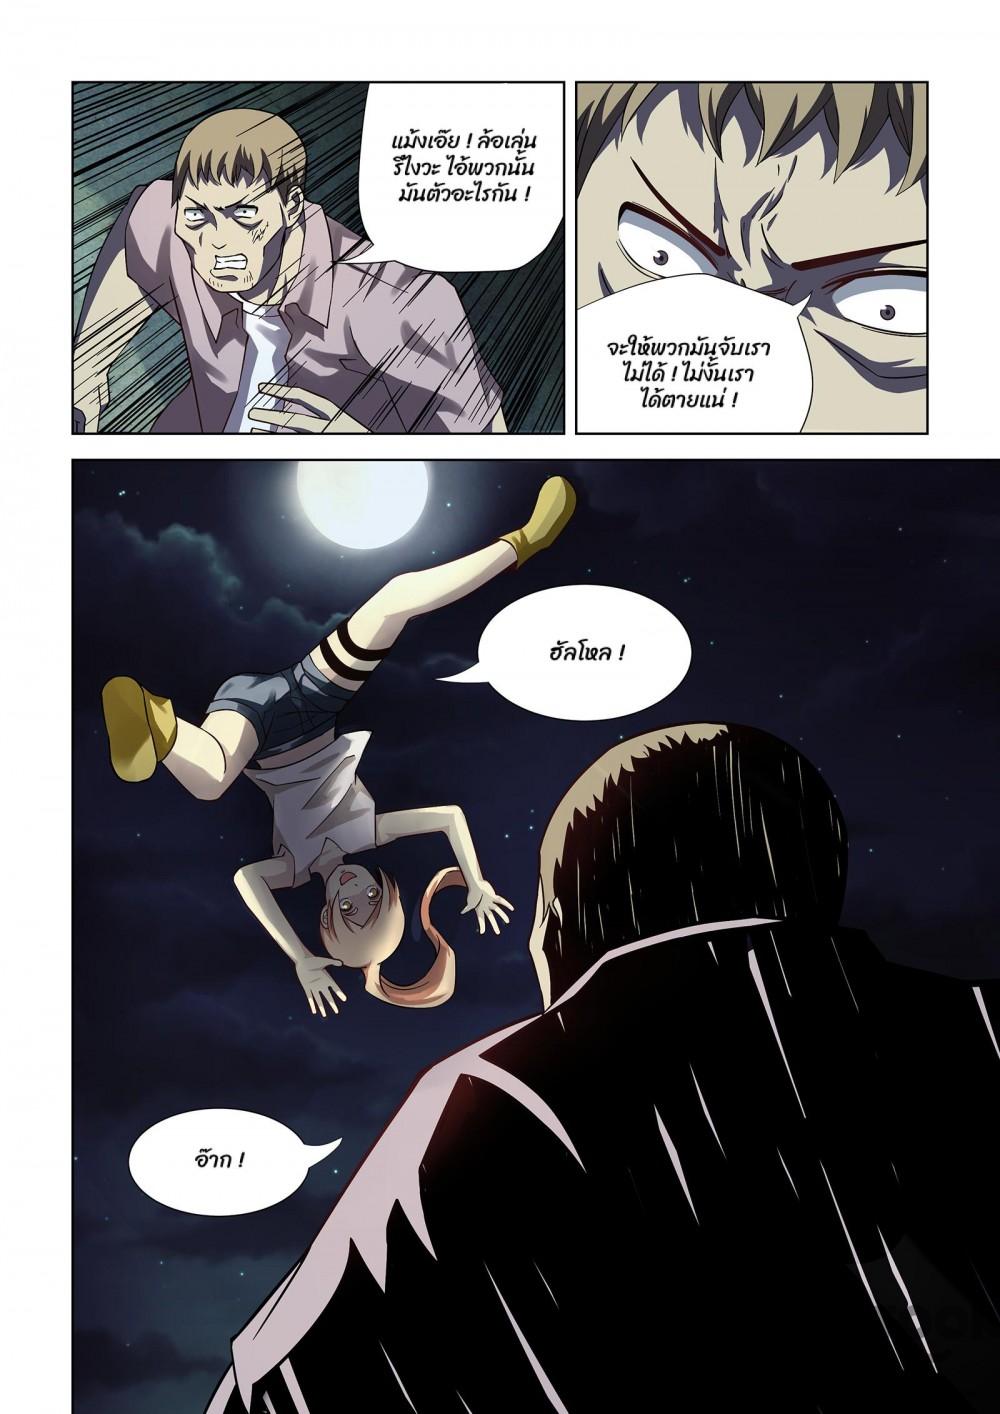 แม้งเอ๊ย ! ล้อเล่น
รึไงวะ ไอ้พวกนั้น
มันตัวอะไรกัน !
จะให้พวกมันจับเรา
ไม่ได้ ! ไม่งั้นเรา
ได้ตายแน่ !
ฮัลโหล !
อ๊าก !